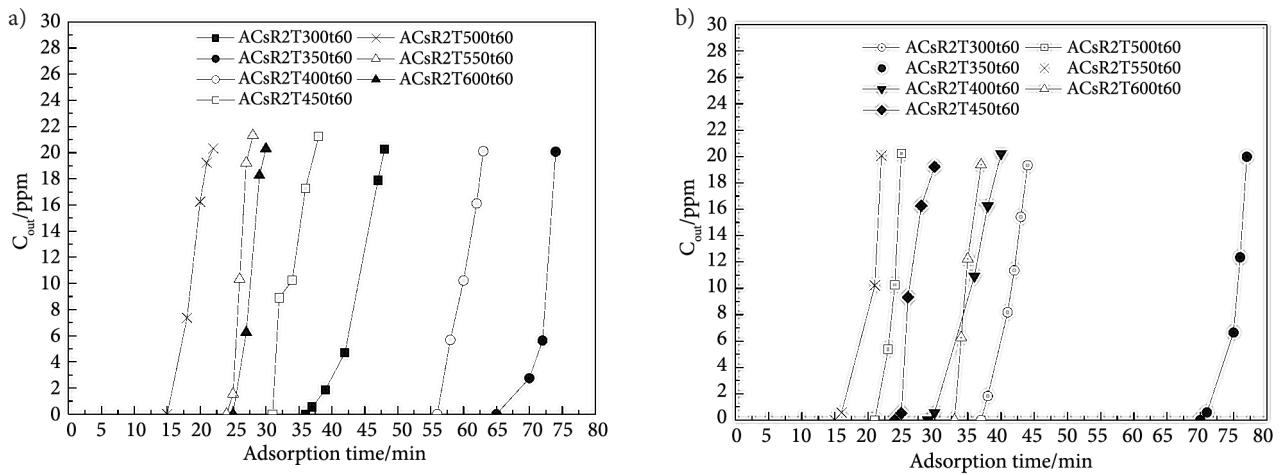 a)
30
28
26
24
22
20
18
16
14
12
10
8
6
4
2
0
C_out/ppm
ACsR2T300t60 ACsR2T500t60
ACsR2T350t60 ACsR2T550t60
ACsR2T400t60 ACsR2T600t60
ACsR2T450t60
0 5 10 15 20 25 30 35 40 45 50 55 60 65 70 75 80
Adsorption time/min
b)
30
28
26
24
22
20
18
16
14
12
10
8
6
4
2
0
C_out/ppm
ACsR2T300t60 ACsR2T500t60
ACsR2T350t60 ACsR2T550t60
ACsR2T400t60 ACsR2T600t60
ACsR2T450t60
0 5 10 15 20 25 30 35 40 45 50 55 60 65 70 75 80
Adsorption time/min